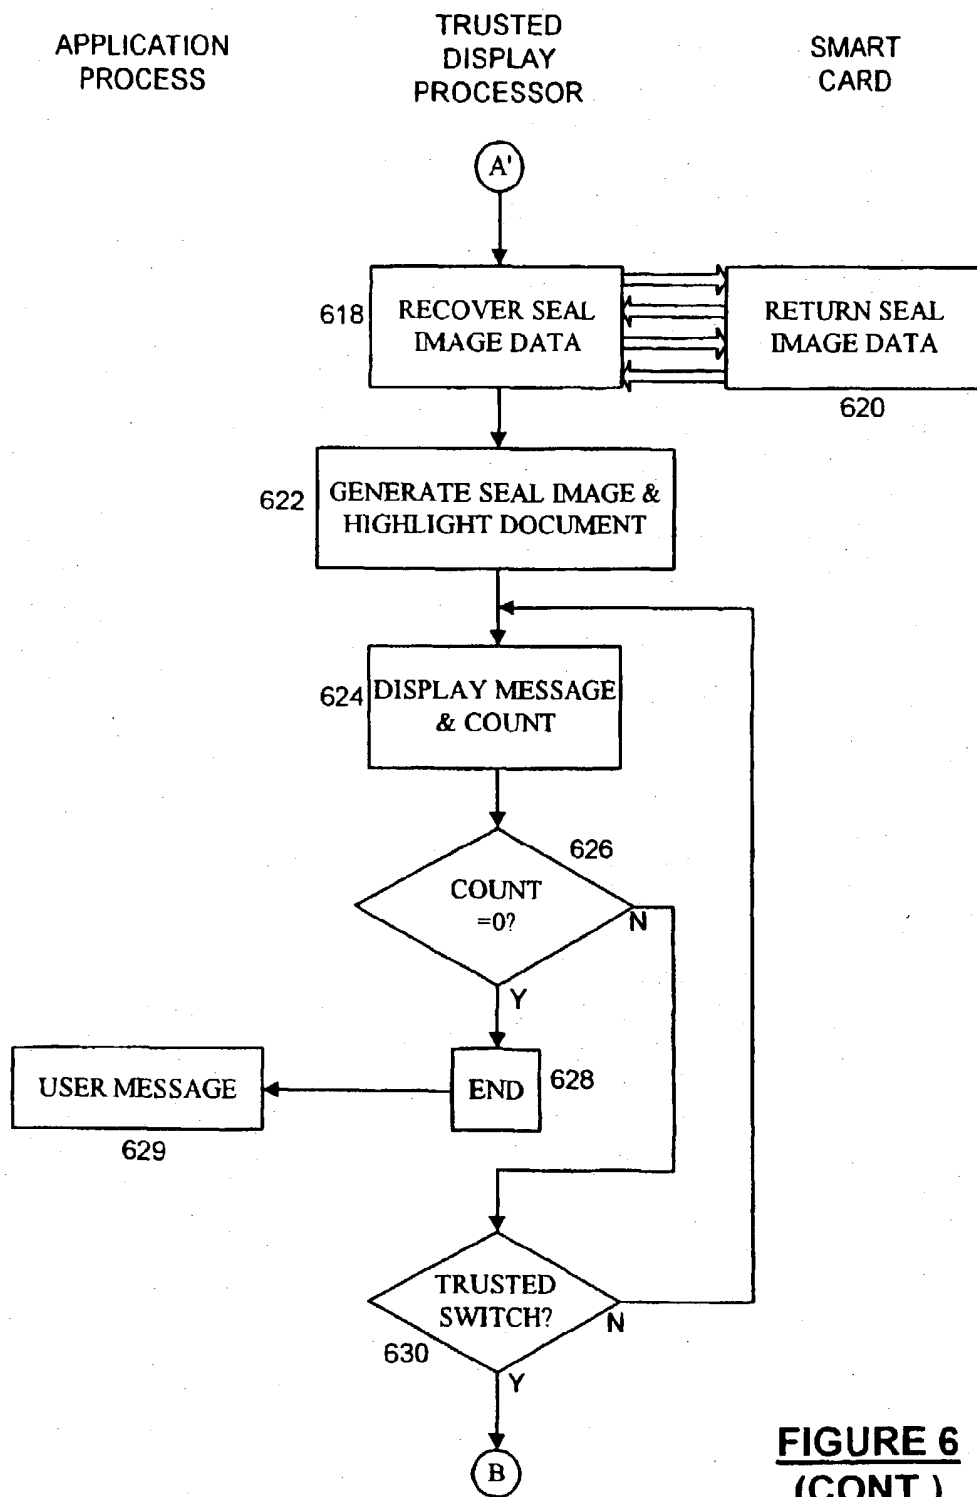 APPLICATION
PROCESS
TRUSTED
DISPLAY
PROCESSOR
SMART
CARD
A'
618
RECOVER SEAL
IMAGE DATA
RETURN SEAL
IMAGE DATA
620
622
GENERATE SEAL IMAGE &
HIGHLIGHT DOCUMENT
624
DISPLAY MESSAGE
& COUNT
626
COUNT
=0?
N
Y
USER MESSAGE
629
END
628
TRUSTED
SWITCH?
N
630
Y
B
FIGURE 6
(CONT.)